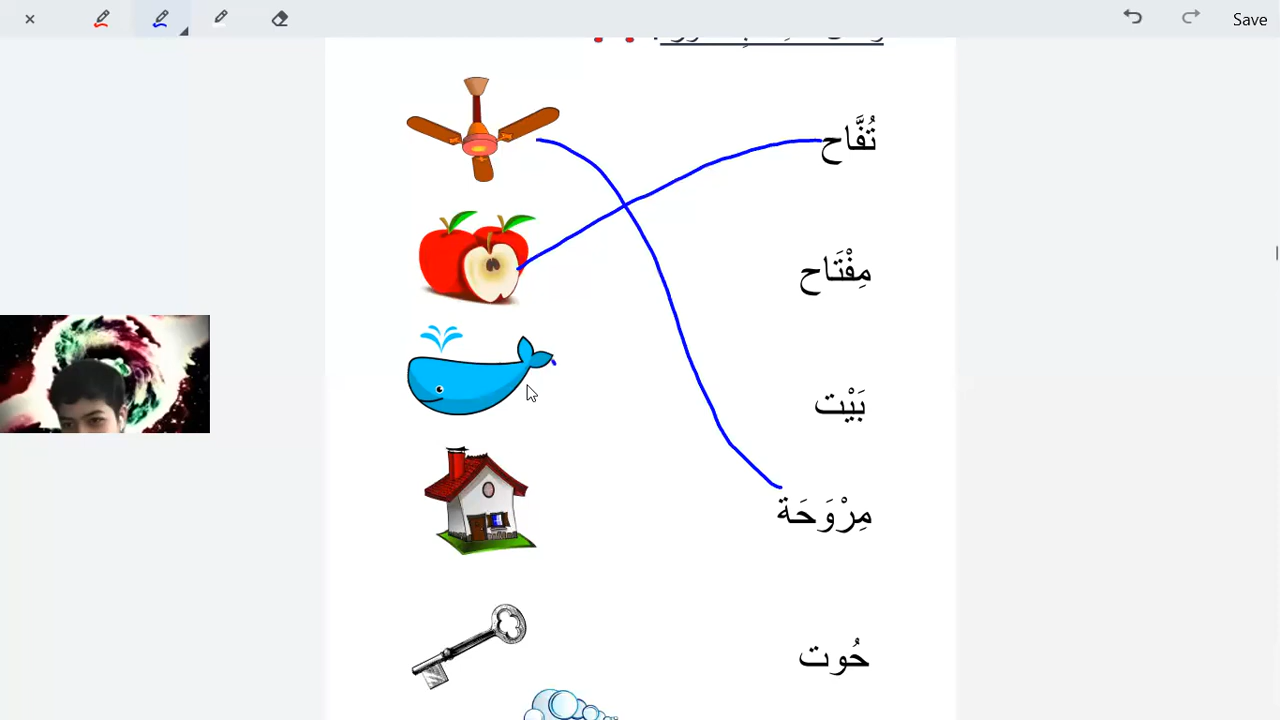 Save
تُفَّاح
مِفْتَاح
بَيْت
مِرْوَحَة
حُوت